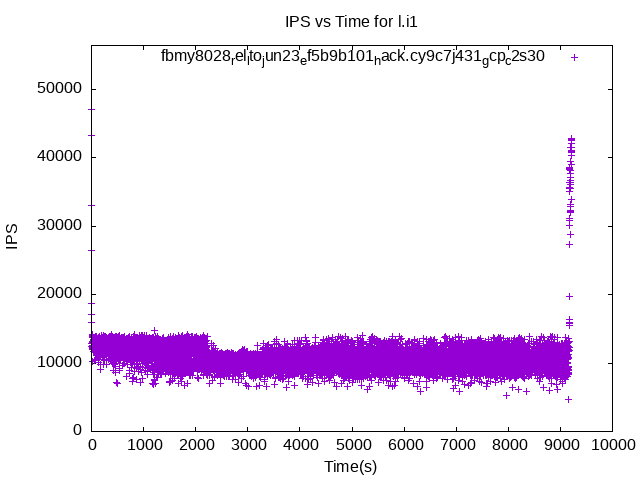 IPS vs Time for l.i1
fbmy8028relltojun23ef5b9b101hack.cy9c7j431gcpc2s30
50000
40000
30000
20000
10000
0
IPS
0 1000 2000 3000 4000 5000 6000 7000 8000 9000 10000
Time(s)